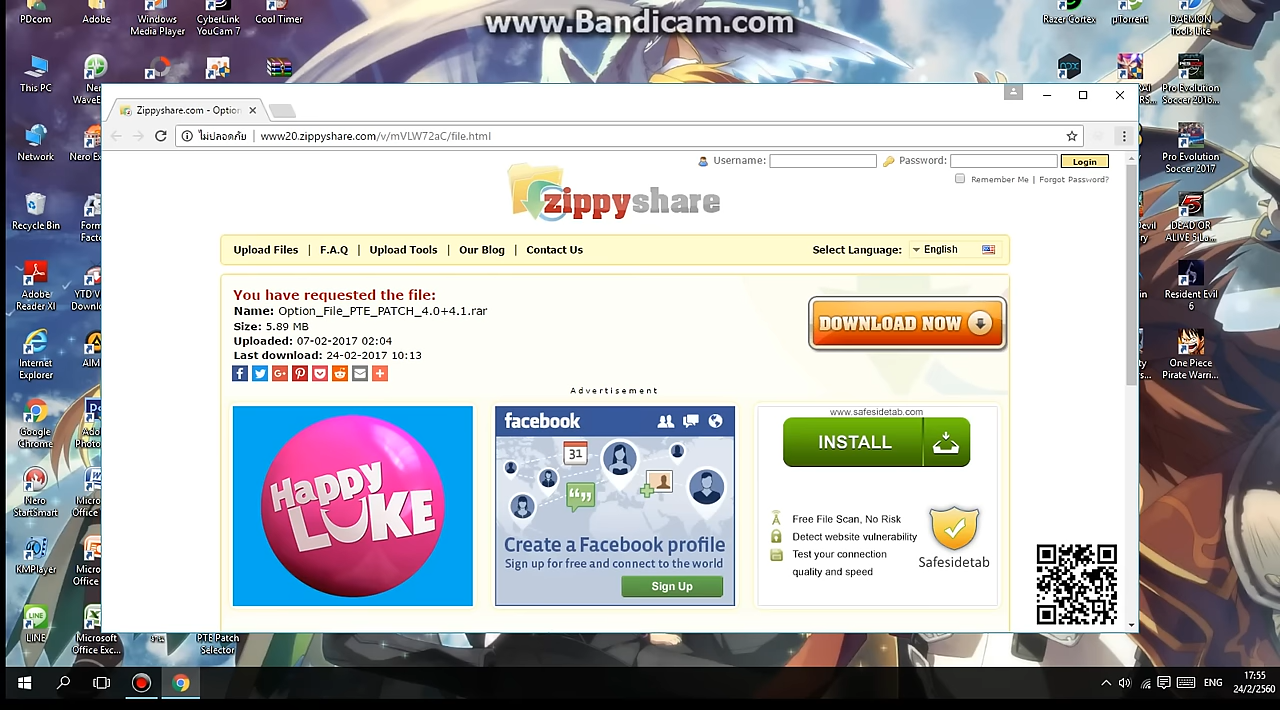 www.Bandicam.com
PDcom
Adobe
Windows
Media Player
CyberLink
YouCam 7
Cool Timer
Razer Cortex
µTorrent
DAEMON
Tools Lite
This PC
Network
Recycle Bin
Adobe
Reader XI
Internet
Explorer
Google
Chrome
Nero
StartSmart
KMPlayer
LINE
Microsoft
Office Exc...
งาน
PTE Patch
Selector
Pro Evolution
Soccer 2016...
Pro Evolution
Soccer 2017
DEAD OR
ALIVE 5 La...
Resident Evil
6
One Piece
Pirate Warri...
Zippyshare.com - Option
ไม่ปลอดภัย
www20.zippyshare.com/v/mVLW72aC/file.html
Username:
Password:
Login
Remember Me | Forgot Password?
zippyshare
Upload Files | F.A.Q | Upload Tools | Our Blog | Contact Us
Select Language: English
You have requested the file:
Name: Option_File_PTE_PATCH_4.0+4.1.rar
Size: 5.89 MB
Uploaded: 07-02-2017 02:04
Last download: 24-02-2017 10:13
DOWNLOAD NOW
Advertisement
Happy
LUKE
facebook
31
Create a Facebook profile
Sign up for free and connect to the world
Sign Up
www.safesidetab.com
INSTALL
Free File Scan, No Risk
Detect website vulnerability
Test your connection
quality and speed
Safesidetab
ENG
17:55
24/2/2560